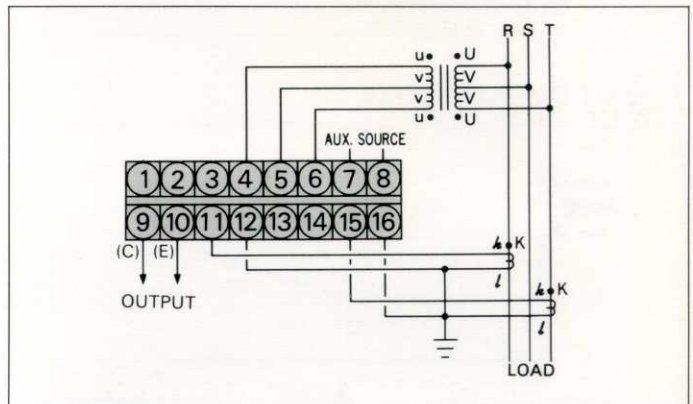 R S T
u U
v V
v V
u U
AUX. SOURCE
1 2 3 4 5 6 7 8
9 10 11 12 13 14 15 16
(C) (E)
k K
l
OUTPUT
k K
l
LOAD